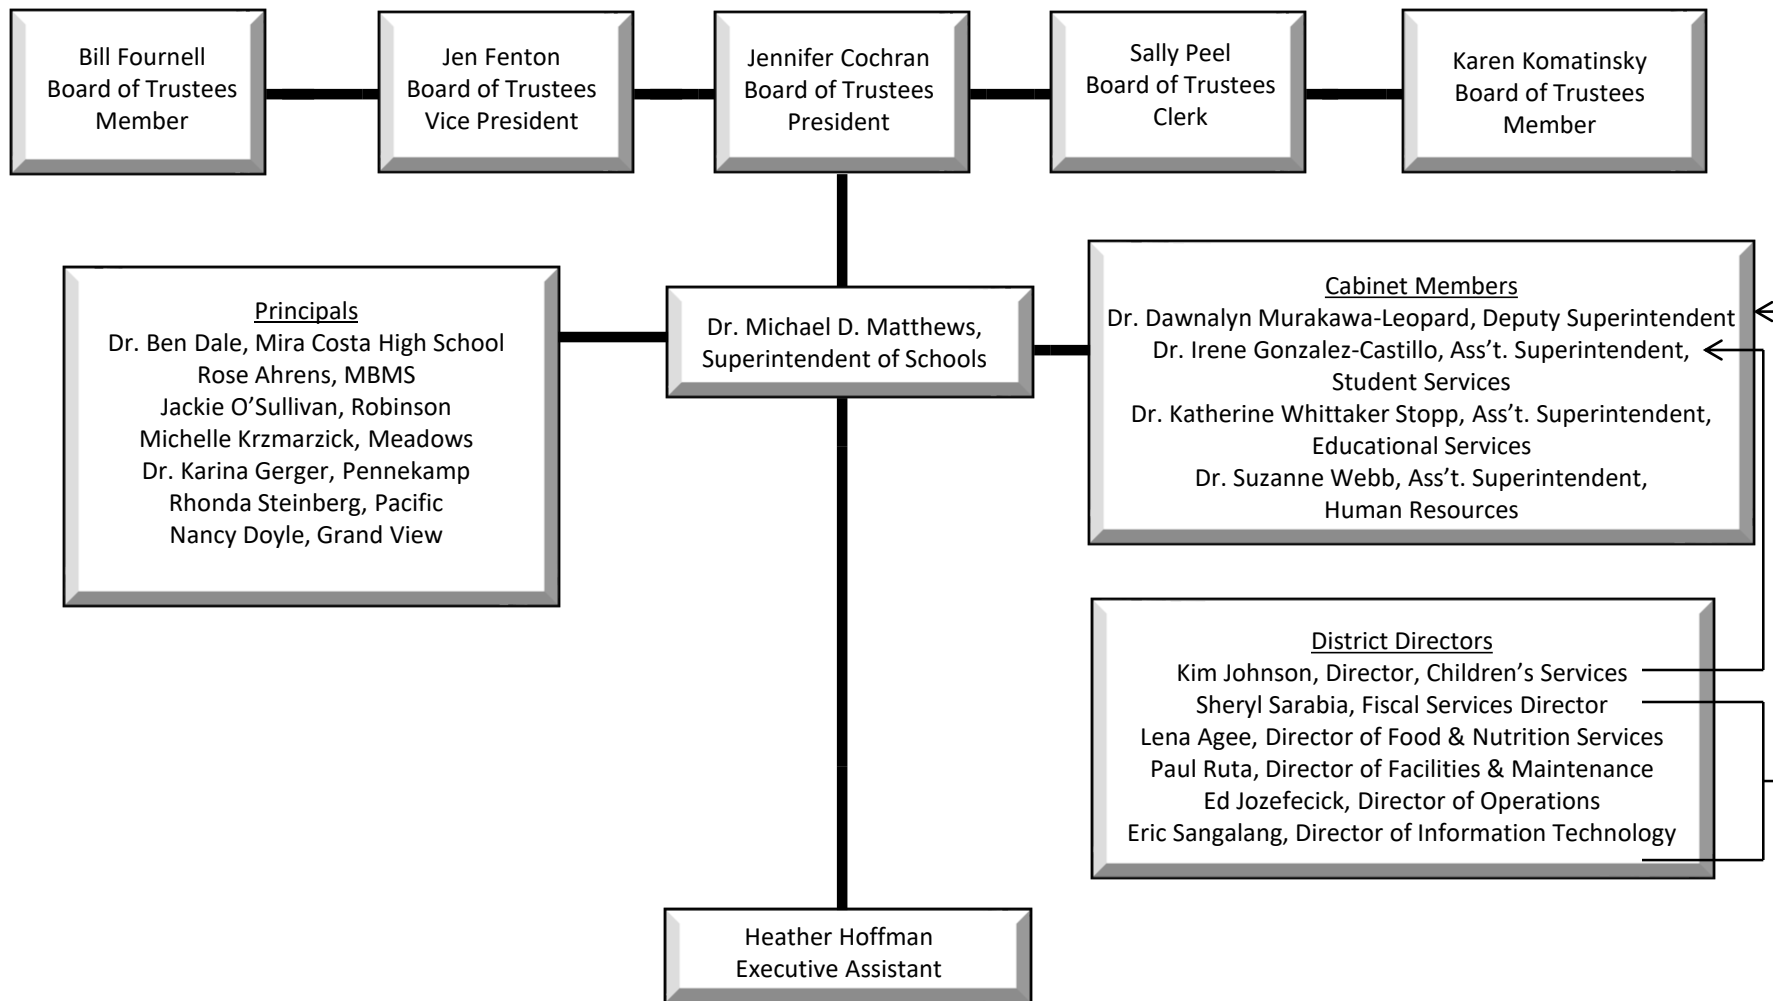 Bill Fournell
Board of Trustees
Member
Jen Fenton
Board of Trustees
Vice President
Jennifer Cochran
Board of Trustees
President
Sally Peel
Board of Trustees
Clerk
Karen Komatinsky
Board of Trustees
Member
Principals
Dr. Ben Dale, Mira Costa High School
Rose Ahrens, MBMS
Jackie O’Sullivan, Robinson
Michelle Krzmarzick, Meadows
Dr. Karina Gerger, Pennekamp
Rhonda Steinberg, Pacific
Nancy Doyle, Grand View
Dr. Michael D. Matthews,
Superintendent of Schools
Cabinet Members
Dr. Dawnalyn Murakawa-Leopard, Deputy Superintendent
Dr. Irene Gonzalez-Castillo, Ass’t. Superintendent,
Student Services
Dr. Katherine Whittaker Stopp, Ass’t. Superintendent,
Educational Services
Dr. Suzanne Webb, Ass’t. Superintendent,
Human Resources
District Directors
Kim Johnson, Director, Children’s Services
Sheryl Sarabia, Fiscal Services Director
Lena Agee, Director of Food & Nutrition Services
Paul Ruta, Director of Facilities & Maintenance
Ed Jozefecick, Director of Operations
Eric Sangalang, Director of Information Technology
Heather Hoffman
Executive Assistant